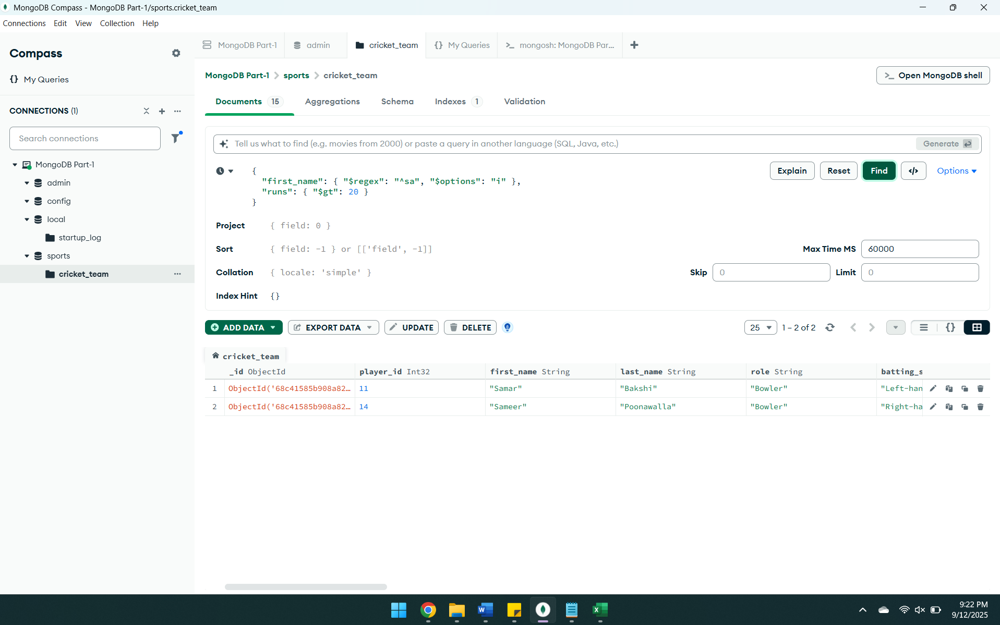 MongoDB Compass - MongoDB Part-1/sports.cricket_team
Connections Edit View Collection Help
Compass
{} My Queries
CONNECTIONS (1)
Search connections
MongoDB Part-1
admin
config
local
startup_log
sports
cricket_team
MongoDB Part-1
admin
cricket_team
{} My Queries
>_ mongosh: MongoDB Par...
MongoDB Part-1 > sports > cricket_team
>_ Open MongoDB shell
Documents 15 Aggregations Schema Indexes 1 Validation
Tell us what to find (e.g. movies from 2000) or paste a query in another language (SQL, Java, etc.)
Generate
{
"first_name": { "$regex": "^sa", "$options": "i" },
"runs": { "$gt": 20 }
}
Explain Reset Find </> Options
Project { field: 0 }
Sort { field: -1 } or [['field', -1]]
Max Time MS 60000
Collation { locale: 'simple' }
Skip 0 Limit 0
Index Hint {}
ADD DATA EXPORT DATA UPDATE DELETE
25 1 – 2 of 2 {}
cricket_team
_id ObjectId player_id Int32 first_name String last_name String role String batting_s
1 ObjectId('68c41585b908a82... 11 "Samar" "Bakshi" "Bowler" "Left-han
2 ObjectId('68c41585b908a82... 14 "Sameer" "Poonawalla" "Bowler" "Right-ha
9:22 PM
9/12/2025